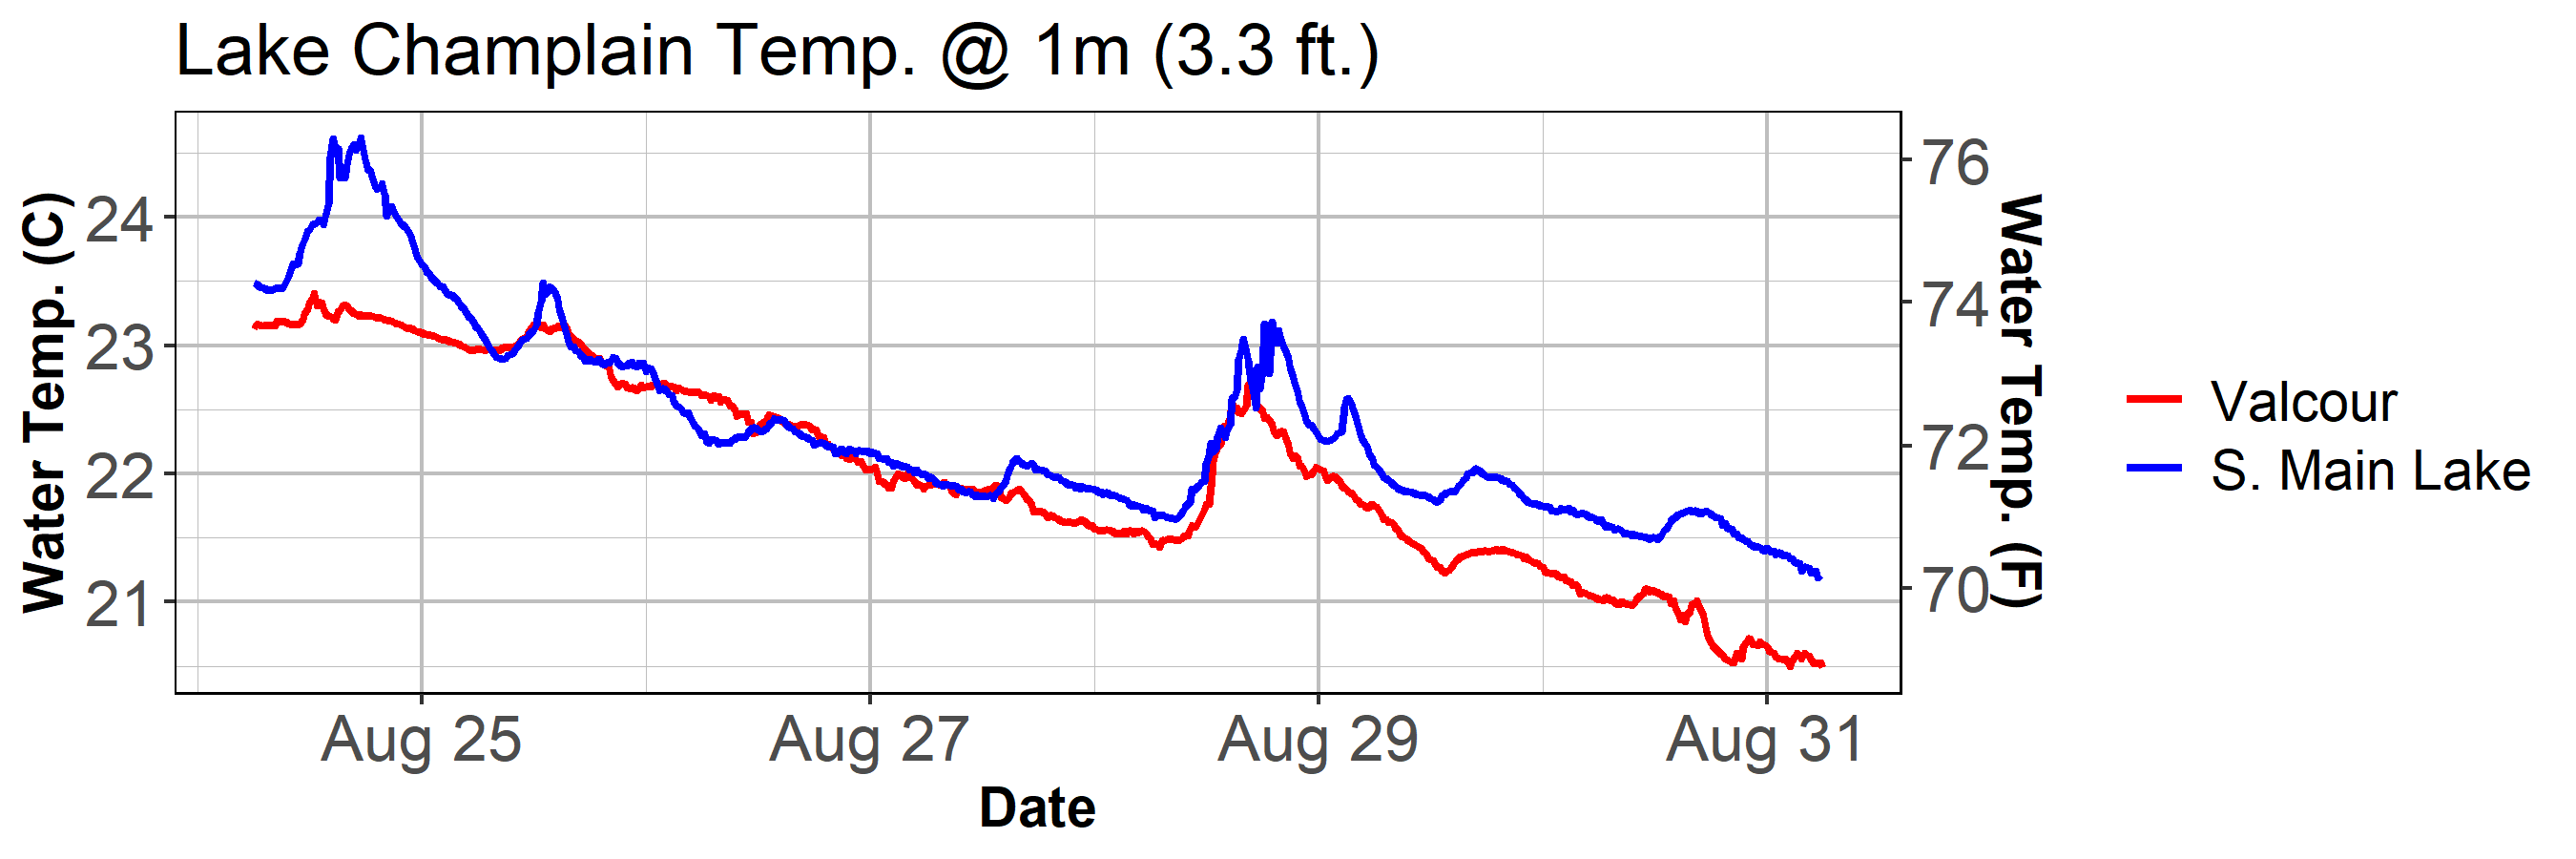 Lake Champlain Temp. @ 1m (3.3 ft.)
Water Temp. (C)
24
23
22
21
76
74
72
70
Water Temp. (F)
Aug 25
Aug 27
Aug 29
Aug 31
Date
Valcour
S. Main Lake